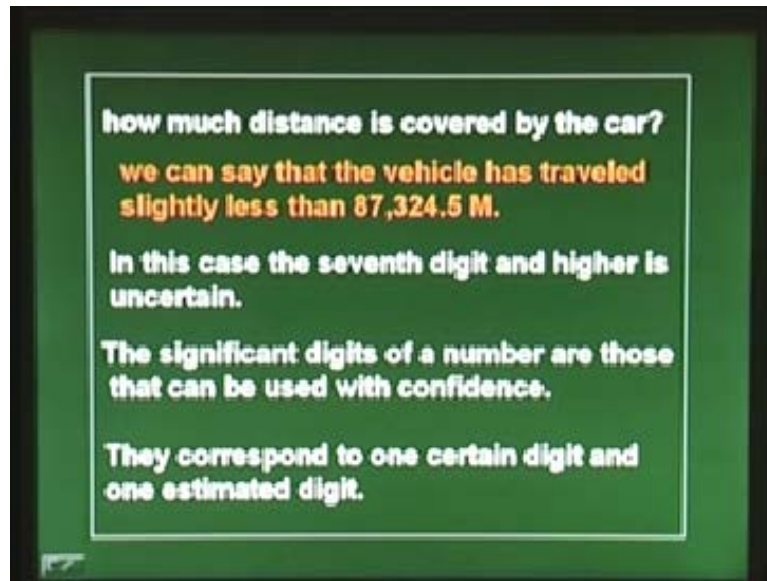 how much distance is covered by the car?
we can say that the vehicle has traveled
slightly less than 87,324.5 M.
In this case the seventh digit and higher is
uncertain.
The significant digits of a number are those
that can be used with confidence.
They correspond to one certain digit and
one estimated digit.